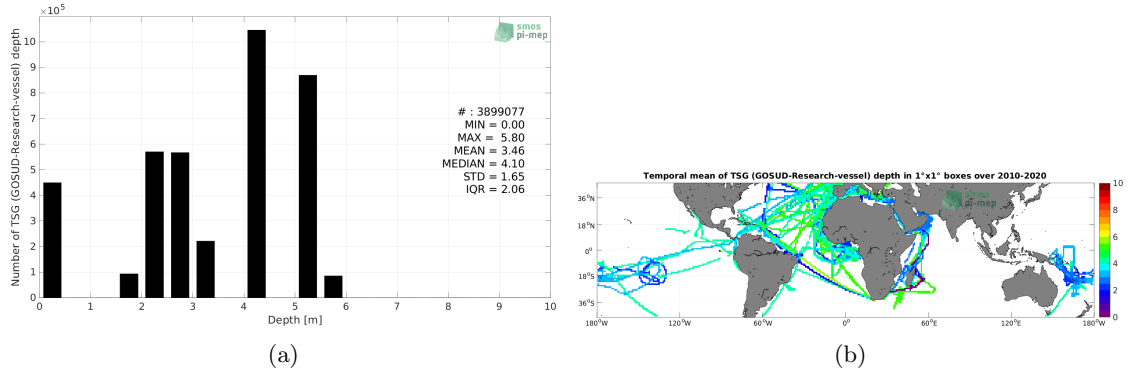 ×10^5
Number of TSG (GOSUD-Research-vessel) depth
10
9
8
7
6
5
4
3
2
1
0
smos
pi-mep
# : 3899077
MIN = 0.00
MAX = 5.80
MEAN = 3.46
MEDIAN = 4.10
STD = 1.65
IQR = 2.06
0 1 2 3 4 5 6 7 8 9 10
Depth [m]
(a)
Temporal mean of TSG (GOSUD-Research-vessel) depth in 1°x1° boxes over 2010-2020
smos
pi-mep
36°N
18°N
0°
18°S
36°S
180°W 120°W 60°W 0° 60°E 120°E 180°W
10
8
6
4
2
0
(b)